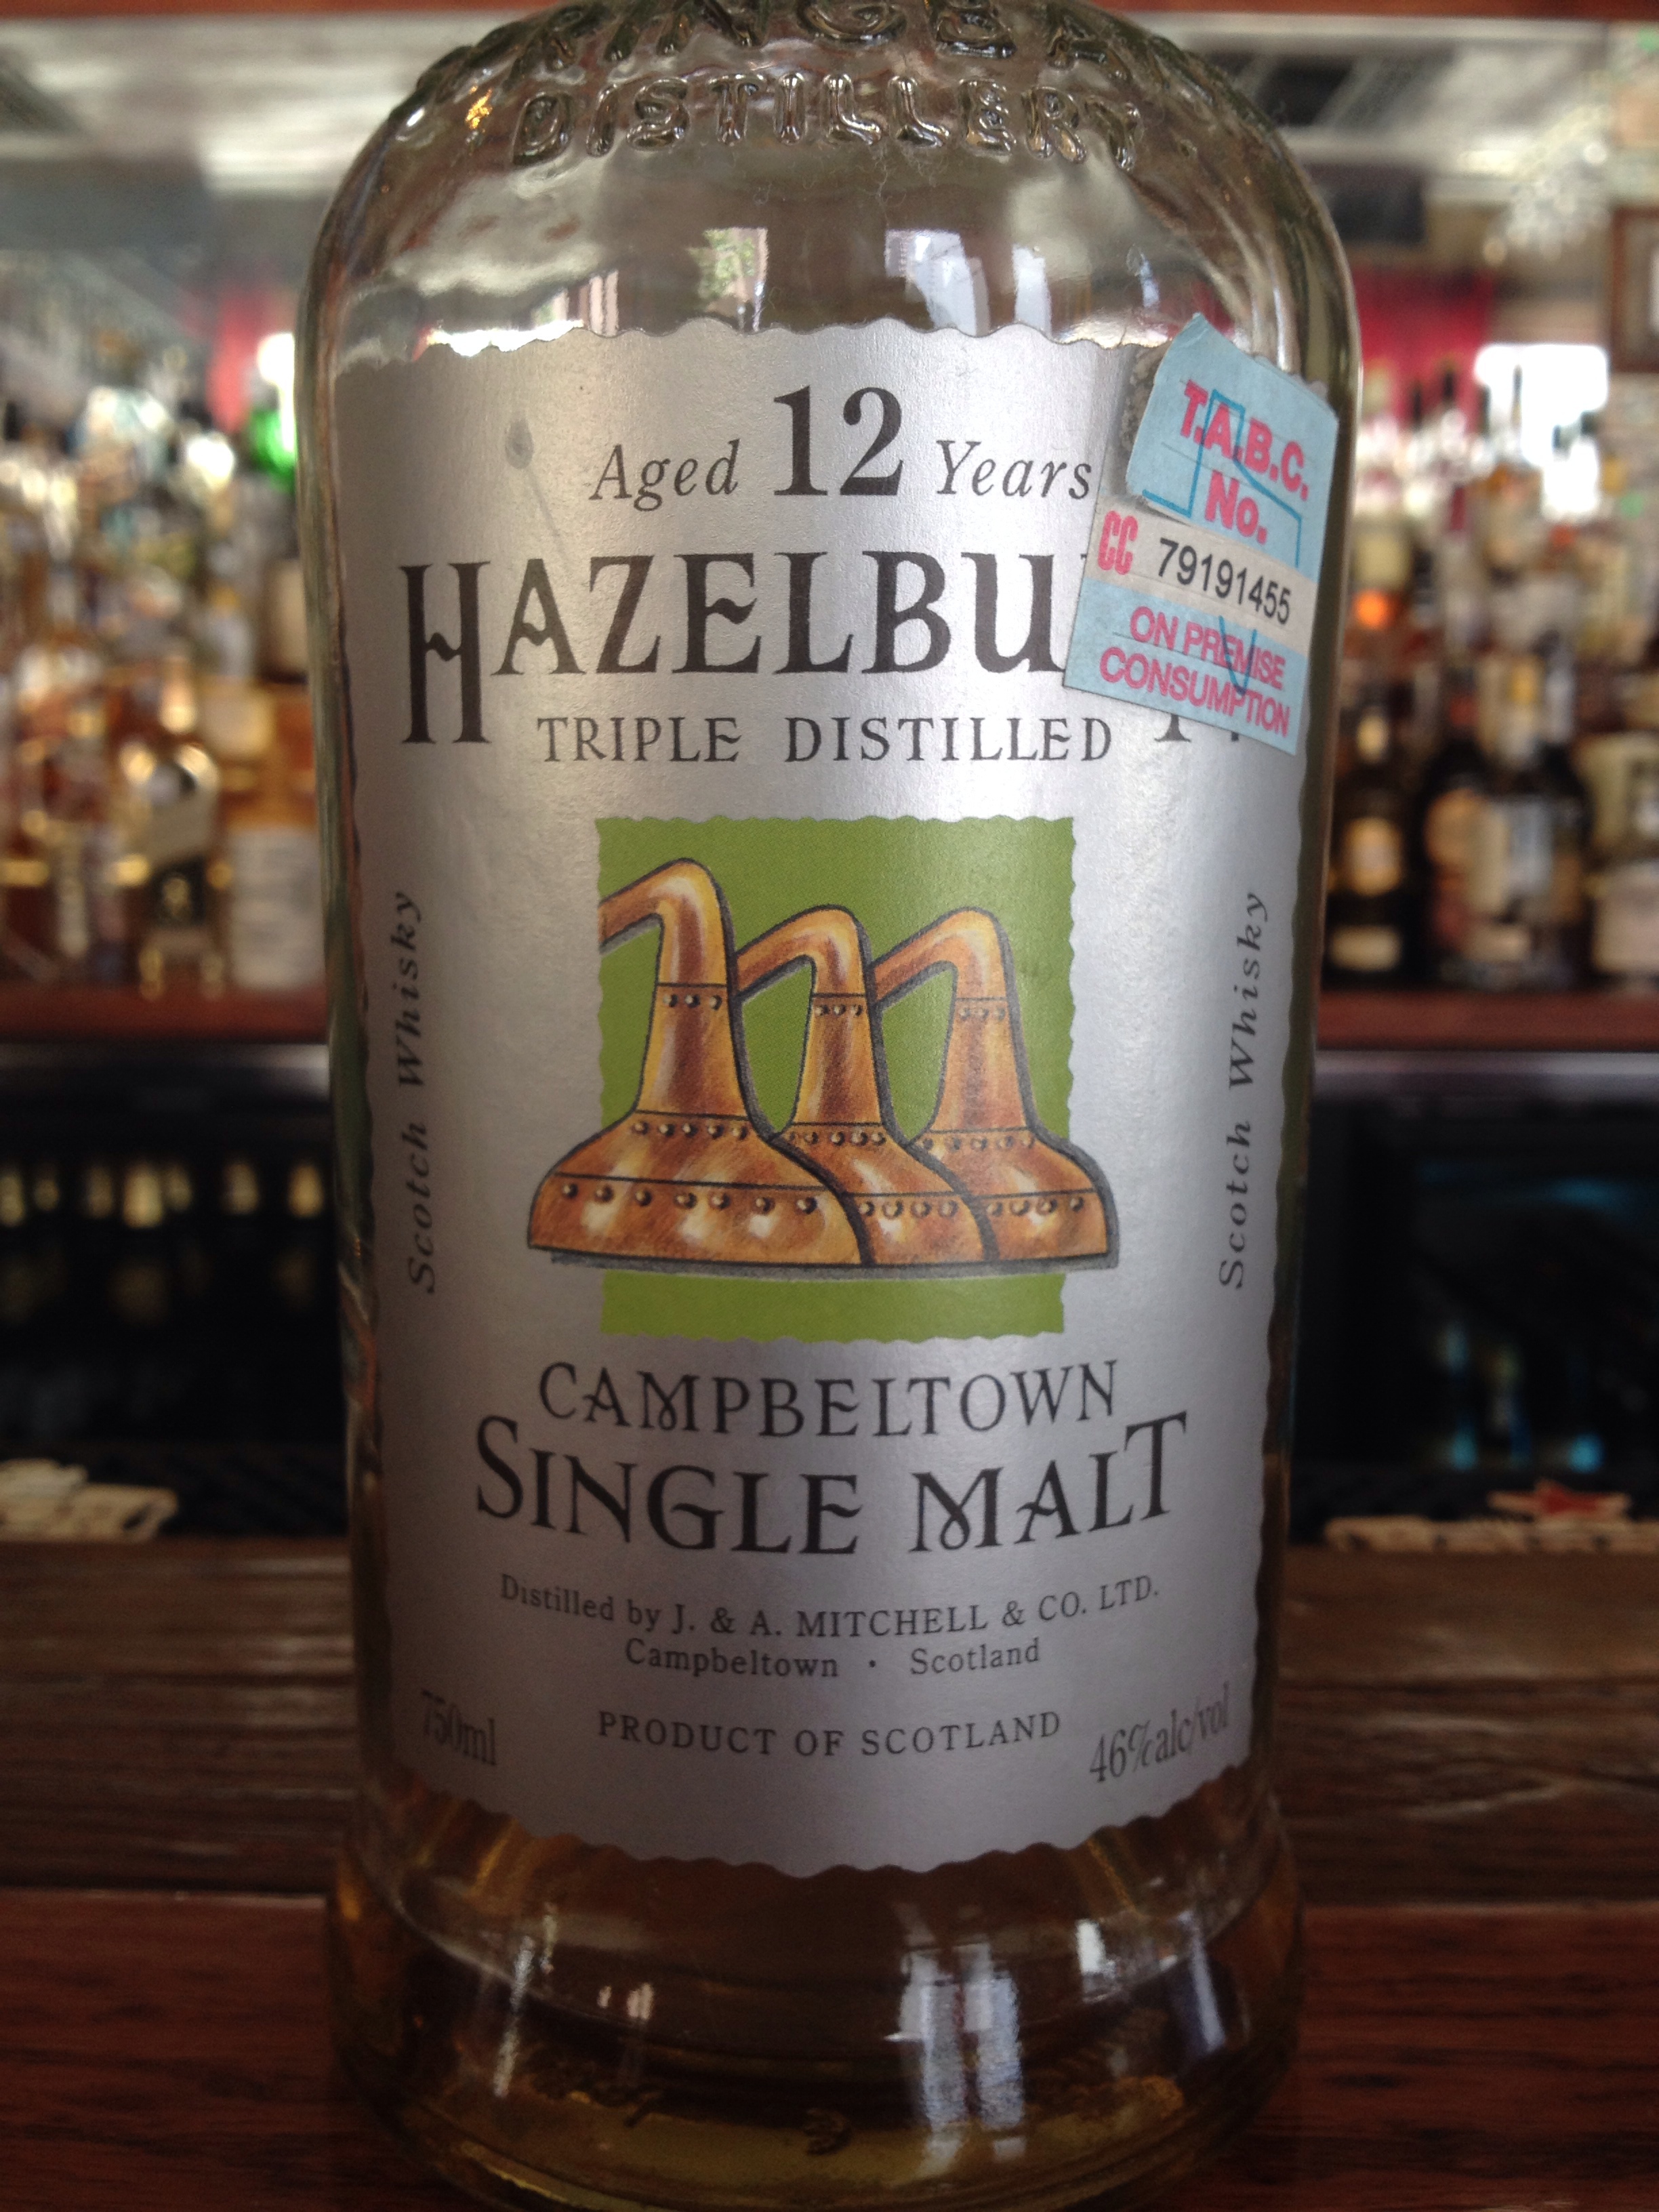 DISTILLERY
Aged 12 Years
HAZELBU
TRIPLE DISTILLED
T.A.B.C.
No.
CC 79191455
ON PREMISE
CONSUMPTION
Scotch Whisky
Scotch Whisky
CAMPBELTOWN
SINGLE MALT
Distilled by J. & A. MITCHELL & CO. LTD.
Campbeltown · Scotland
750ml PRODUCT OF SCOTLAND 46%alc/vol